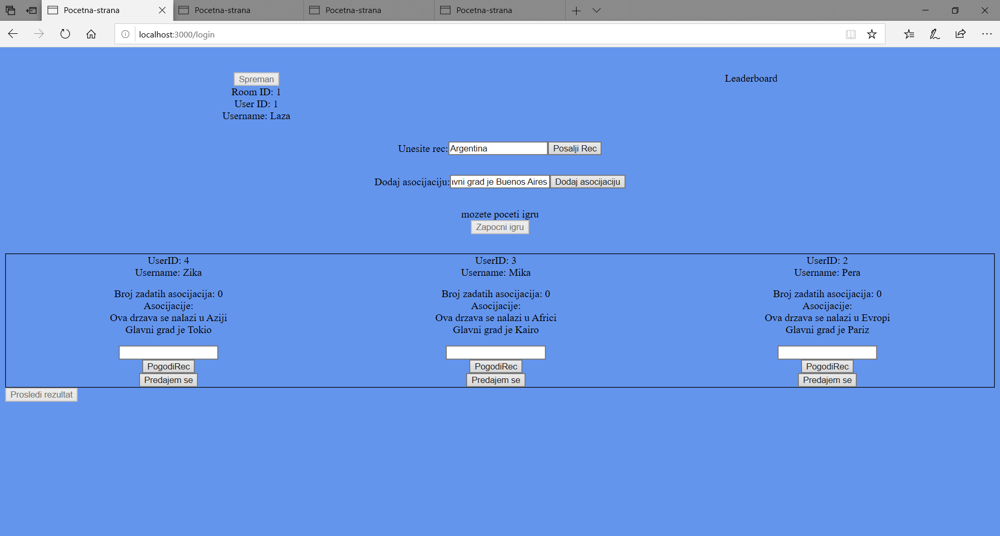 Pocetna-strana
Pocetna-strana
Pocetna-strana
Pocetna-strana
localhost:3000/login
Spreman
Room ID: 1
User ID: 1
Username: Laza
Leaderboard
Unesite rec: Argentina Posalji Rec
Dodaj asocijaciju: avni grad je Buenos Aires Dodaj asocijaciju
mozete poceti igru
Zapocni igru
UserID: 4
Username: Zika
Broj zadatih asocijacija: 0
Asocijacije:
Ova drzava se nalazi u Aziji
Glavni grad je Tokio
PogodiRec
Predajem se
UserID: 3
Username: Mika
Broj zadatih asocijacija: 0
Asocijacije:
Ova drzava se nalazi u Africi
Glavni grad je Kairo
PogodiRec
Predajem se
UserID: 2
Username: Pera
Broj zadatih asocijacija: 0
Asocijacije:
Ova drzava se nalazi u Evropi
Glavni grad je Pariz
PogodiRec
Predajem se
Prosledi rezultat